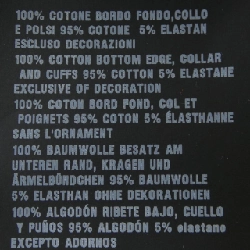 100% COTONE BORDO FONDO,COLLO
E POLSI 95% COTONE 5% ELASTAN
ESCLUSO DECORAZIONI
100% COTTON BOTTOM EDGE, COLLAR
AND CUFFS 95% COTTON 5% ELASTANE
EXCLUSIVE OF DECORATION
100% COTON BORD FOND, COL ET
POIGNETS 95% COTON 5% ÉLASTHANNE
SANS L'ORNAMENT
100% BAUMWOLLE BESATZ AM
UNTEREN RAND, KRAGEN UND
ÄRMELBÜNDCHEN 95% BAUMWOLLE
5% ELASTHAN OHNE DEKORATIONEN
100% ALGODÓN RIBETE BAJO, CUELLO
Y PUÑOS 95% ALGODÓN 5% elastano
EXCEPTO ADORNOS